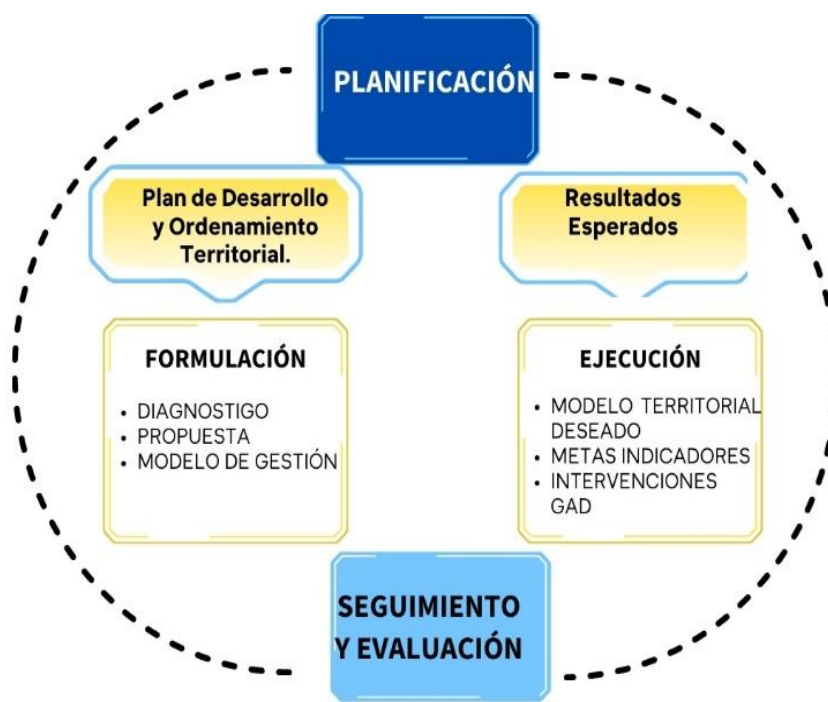 PLANIFICACIÓN
Plan de Desarrollo
y Ordenamiento
Territorial.
Resultados
Esperados
FORMULACIÓN
• DIAGNOSTIGO
• PROPUESTA
• MODELO DE GESTIÓN
EJECUCIÓN
• MODELO TERRITORIAL
DESEADO
• METAS INDICADORES
• INTERVENCIONES
GAD
SEGUIMIENTO
Y EVALUACIÓN